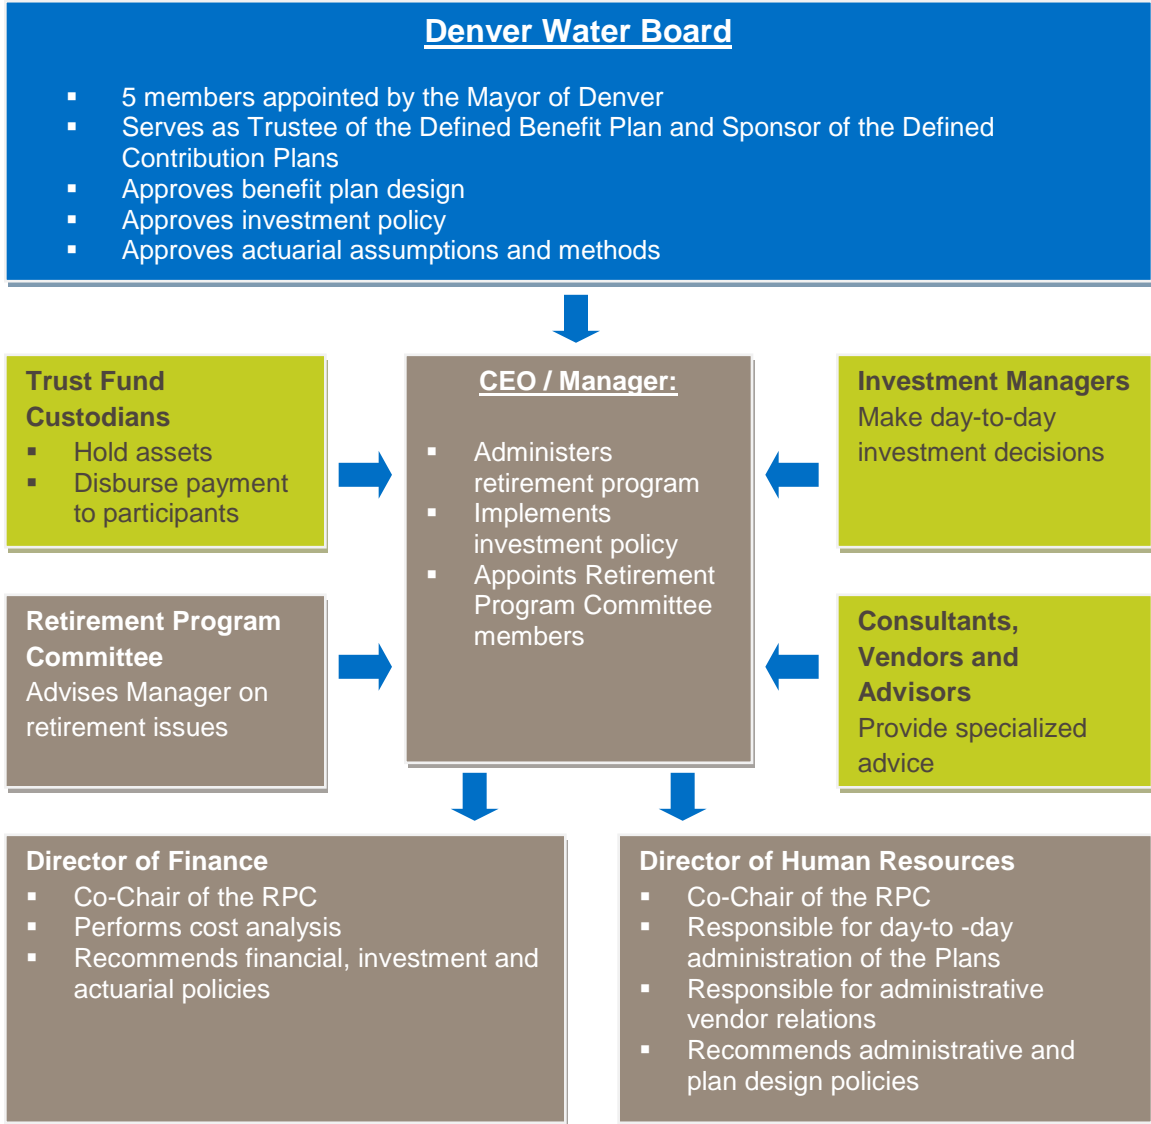 Denver Water Board
▪ 5 members appointed by the Mayor of Denver
▪ Serves as Trustee of the Defined Benefit Plan and Sponsor of the Defined
Contribution Plans
▪ Approves benefit plan design
▪ Approves investment policy
▪ Approves actuarial assumptions and methods
Trust Fund
Custodians
▪ Hold assets
▪ Disburse payment
to participants
CEO / Manager:
▪ Administers
retirement program
▪ Implements
investment policy
▪ Appoints Retirement
Program Committee
members
Investment Managers
Make day-to-day
investment decisions
Retirement Program
Committee
Advises Manager on
retirement issues
Consultants,
Vendors and
Advisors
Provide specialized
advice
Director of Finance
▪ Co-Chair of the RPC
▪ Performs cost analysis
▪ Recommends financial, investment and
actuarial policies
Director of Human Resources
▪ Co-Chair of the RPC
▪ Responsible for day-to -day
administration of the Plans
▪ Responsible for administrative
vendor relations
▪ Recommends administrative and
plan design policies